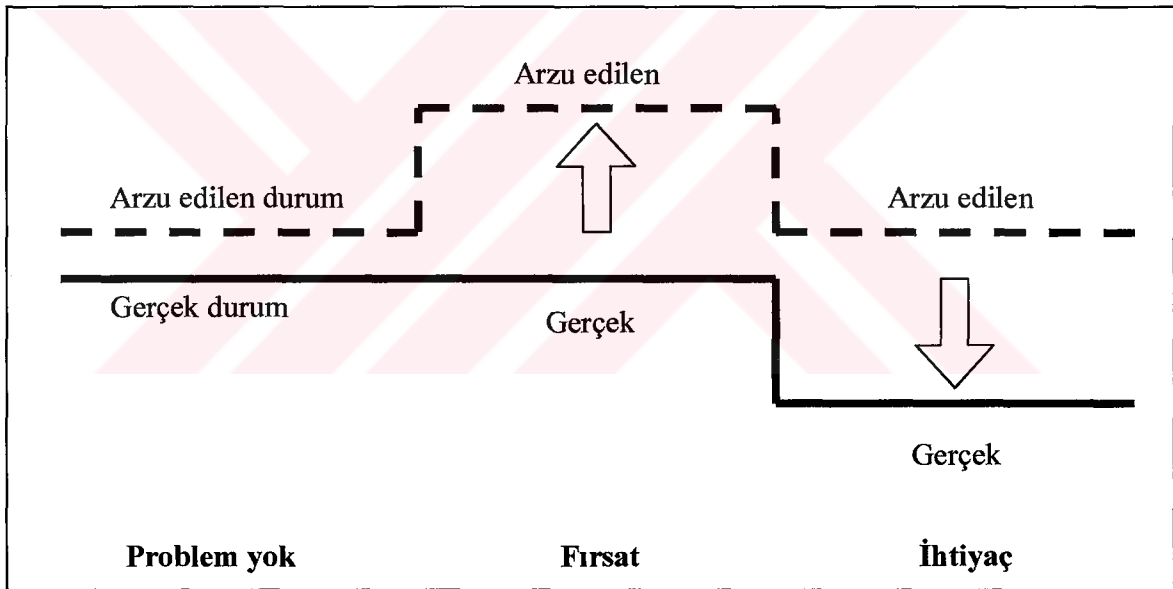 Arzu edilen
Arzu edilen durum
Arzu edilen
Gerçek durum
Gerçek
Gerçek
Problem yok
Fırsat
İhtiyaç